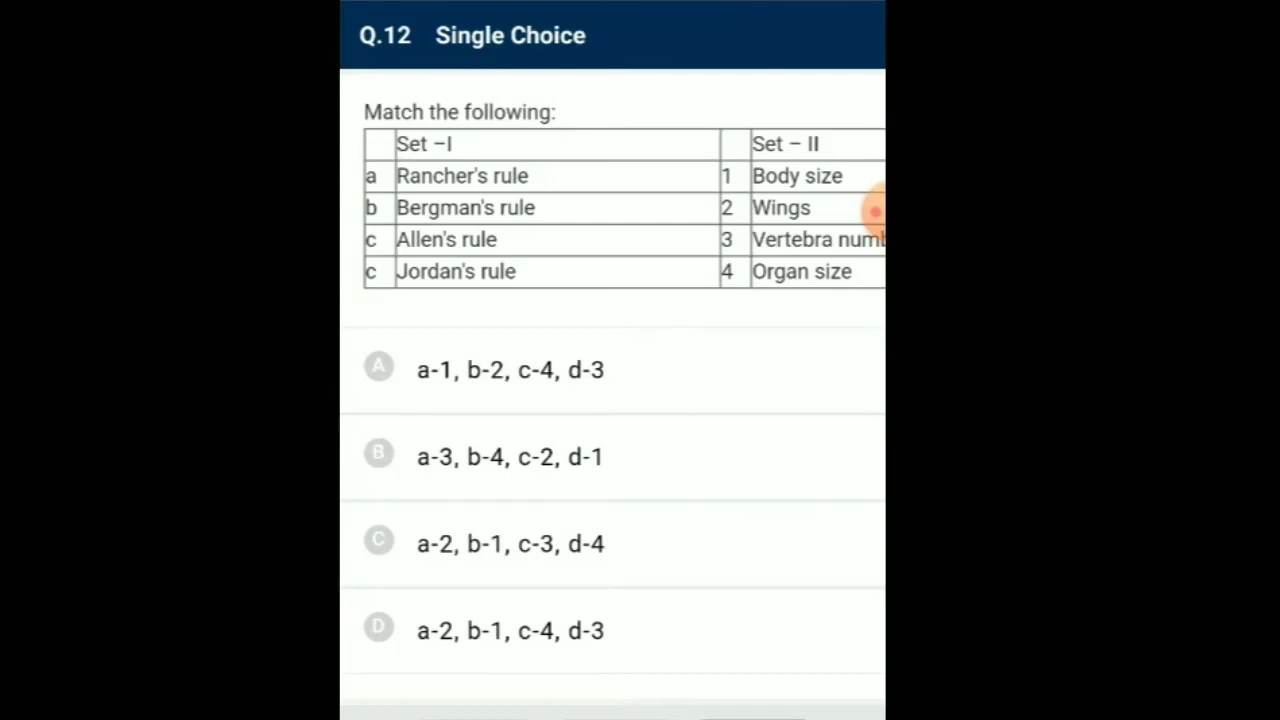 Q.12 Single Choice
Match the following:
Set –I Set – II
a Rancher's rule 1 Body size
b Bergman's rule 2 Wings
c Allen's rule 3 Vertebra
c Jordan's rule 4 Organ size
A a-1, b-2, c-4, d-3
B a-3, b-4, c-2, d-1
C a-2, b-1, c-3, d-4
D a-2, b-1, c-4, d-3